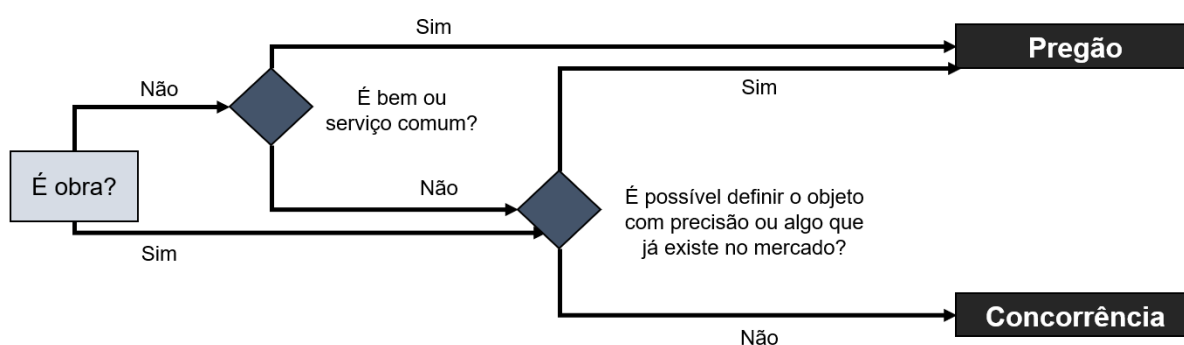 Sim
Pregão
Não
É bem ou
serviço comum?
Sim
É obra?
Não
É possível definir o objeto
com precisão ou algo que
já existe no mercado?
Sim
Não
Concorrência